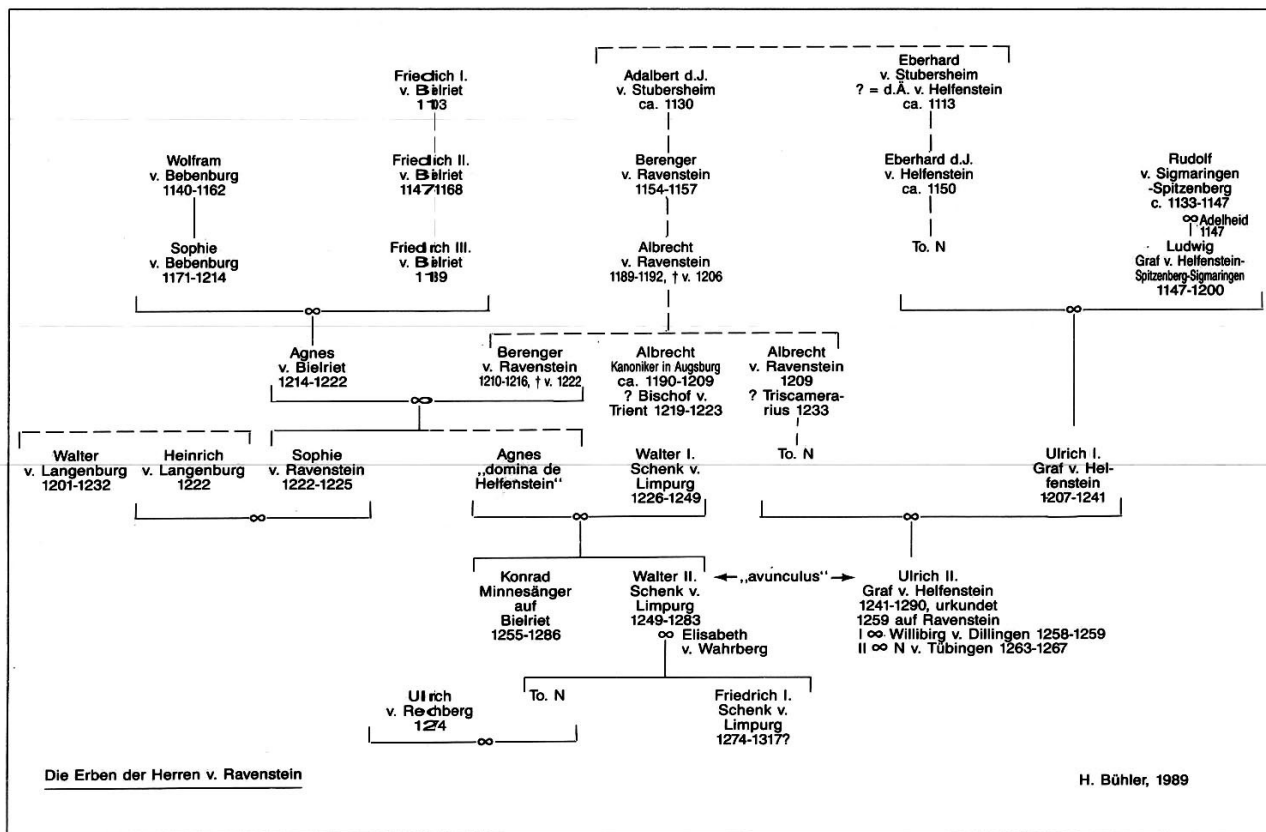 Friedrich I.
v. Bielriet
1103
Adalbert d.J.
v. Stubersheim
ca. 1130
Eberhard
v. Stubersheim
? = d.Ä. v. Helfenstein
ca. 1113
Wolfram
v. Bebenburg
1140-1162
Friedrich II.
v. Bielriet
1147-1168
Berenger
v. Ravenstein
1154-1157
Eberhard d.J.
v. Helfenstein
ca. 1150
Rudolf
v. Sigmaringen
-Spitzenberg
c. 1133-1147
∞ Adelheid
1147
Sophie
v. Bebenburg
1171-1214
Friedrich III.
v. Bielriet
1189
Albrecht
v. Ravenstein
1189-1192, † v. 1206
To. N
Ludwig
Graf v. Helfenstein-
Spitzenberg-Sigmaringen
1147-1200
∞
∞
Agnes
v. Bielriet
1214-1222
Berenger
v. Ravenstein
1210-1216, † v. 1222
Albrecht
Kanoniker in Augsburg
ca. 1190-1209
? Bischof v.
Trient 1219-1223
Albrecht
v. Ravenstein
1209
? Triscamera-
rius 1233
∞
Walter
v. Langenburg
1201-1232
Heinrich
v. Langenburg
1222
Sophie
v. Ravenstein
1222-1225
Agnes
„domina de
Helfenstein“
Walter I.
Schenk v.
Limpurg
1226-1249
To. N
Ulrich I.
Graf v. Hel-
fenstein
1207-1241
∞
∞
∞
Konrad
Minnesänger
auf
Bielriet
1255-1286
Walter II.
Schenk v.
Limpurg
1249-1283
∞ Elisabeth
v. Wahrberg
„avunculus“
Ulrich II.
Graf v. Helfenstein
1241-1290, urkundet
1259 auf Ravenstein
I ∞ Willibirg v. Dillingen 1258-1259
II ∞ N v. Tübingen 1263-1267
Ulrich
v. Rechberg
1274
To. N
Friedrich I.
Schenk v.
Limpurg
1274-1317?
∞
Die Erben der Herren v. Ravenstein
H. Bühler, 1989